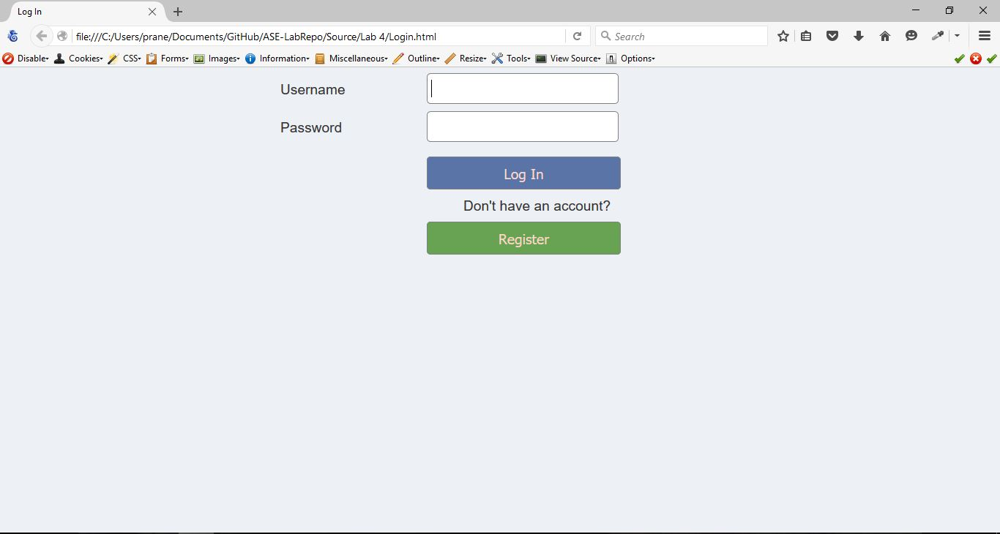 Log In
file:///C:/Users/prane/Documents/GitHub/ASE-LabRepo/Source/Lab 4/Login.html
Search
Disable Cookies CSS Forms Images Information Miscellaneous Outline Resize Tools View Source Options
Username
Password
Log In
Don't have an account?
Register